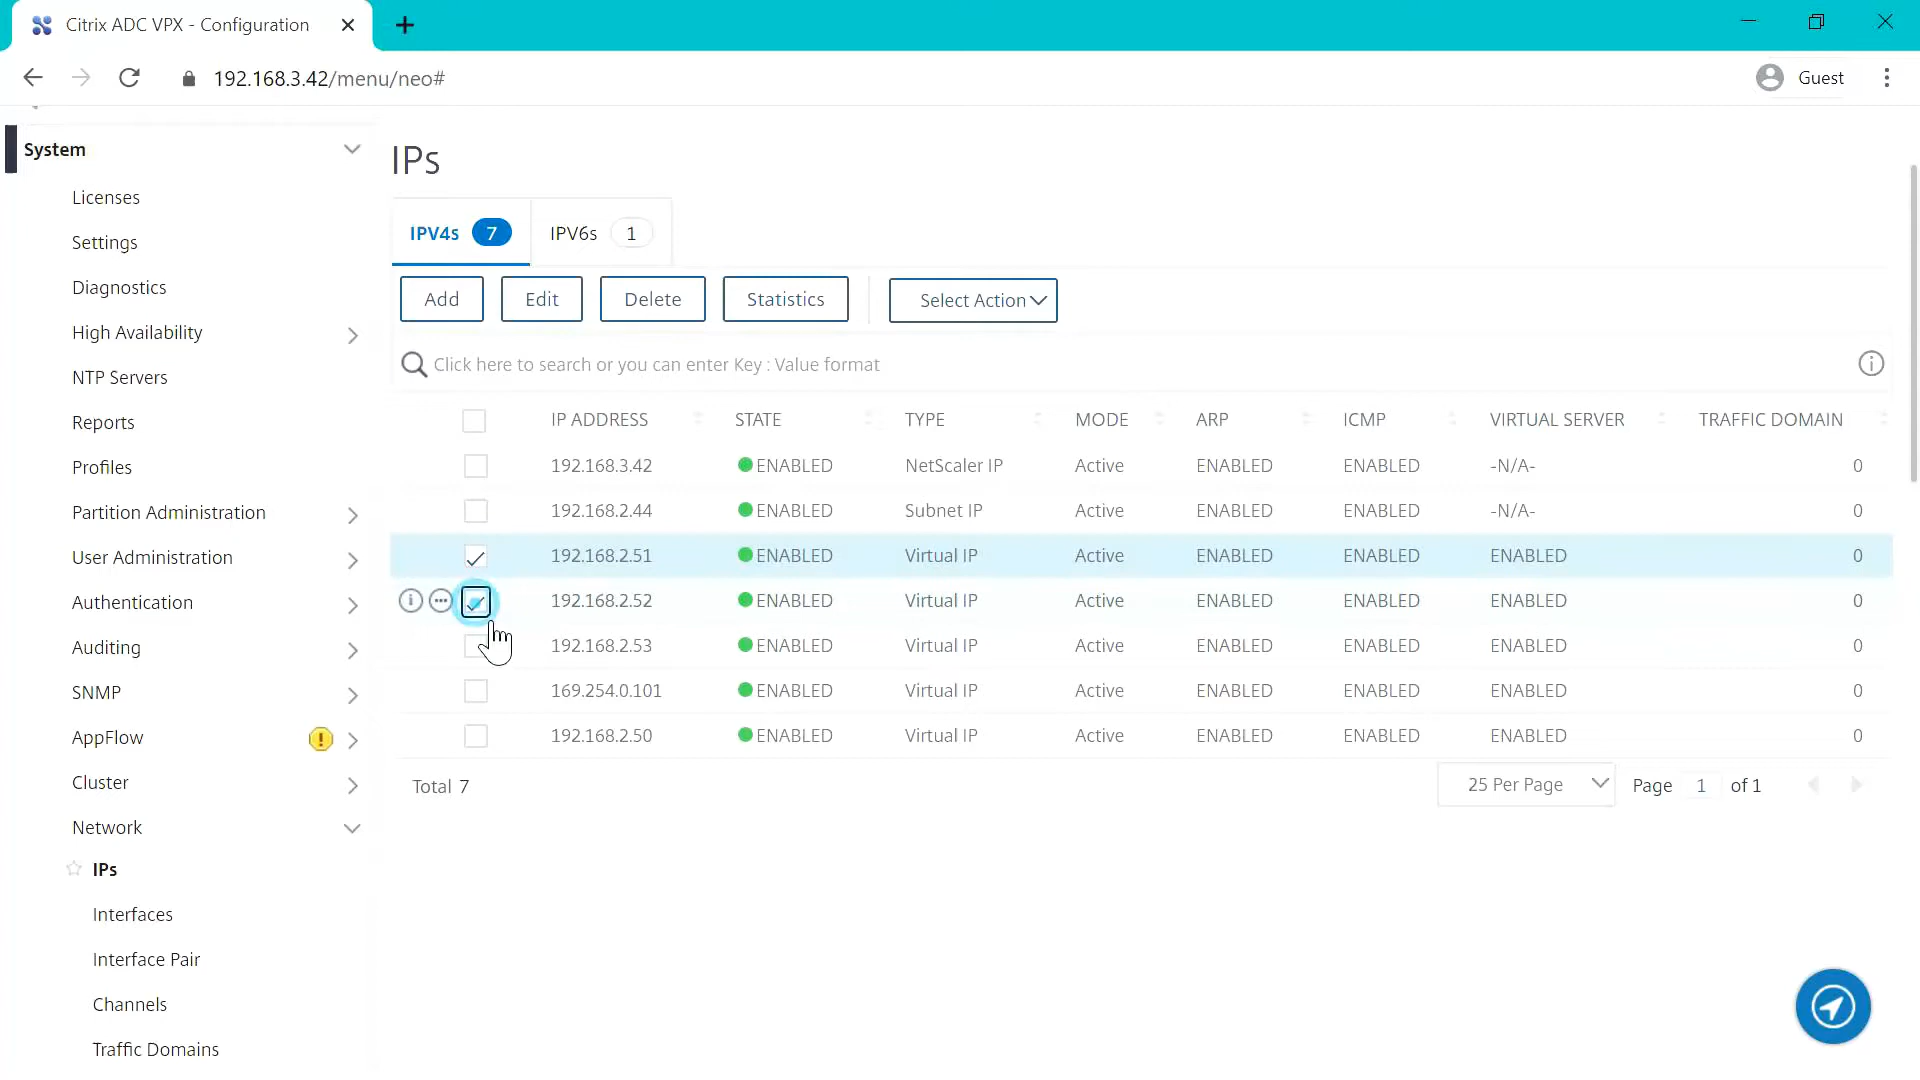 Citrix ADC VPX - Configuration
192.168.3.42/menu/neo#
Guest
System
Licenses
Settings
Diagnostics
High Availability
NTP Servers
Reports
Profiles
Partition Administration
User Administration
Authentication
Auditing
SNMP
AppFlow
Cluster
Network
IPs
Interfaces
Interface Pair
Channels
Traffic Domains
IPs
IPV4s 7 IPV6s 1
Add Edit Delete Statistics Select Action
Click here to search or you can enter Key : Value format
IP ADDRESS STATE TYPE MODE ARP ICMP VIRTUAL SERVER TRAFFIC DOMAIN
192.168.3.42 ENABLED NetScaler IP Active ENABLED ENABLED -N/A- 0
192.168.2.44 ENABLED Subnet IP Active ENABLED ENABLED -N/A- 0
192.168.2.51 ENABLED Virtual IP Active ENABLED ENABLED ENABLED 0
192.168.2.52 ENABLED Virtual IP Active ENABLED ENABLED ENABLED 0
192.168.2.53 ENABLED Virtual IP Active ENABLED ENABLED ENABLED 0
169.254.0.101 ENABLED Virtual IP Active ENABLED ENABLED ENABLED 0
192.168.2.50 ENABLED Virtual IP Active ENABLED ENABLED ENABLED 0
Total 7 25 Per Page Page 1 of 1